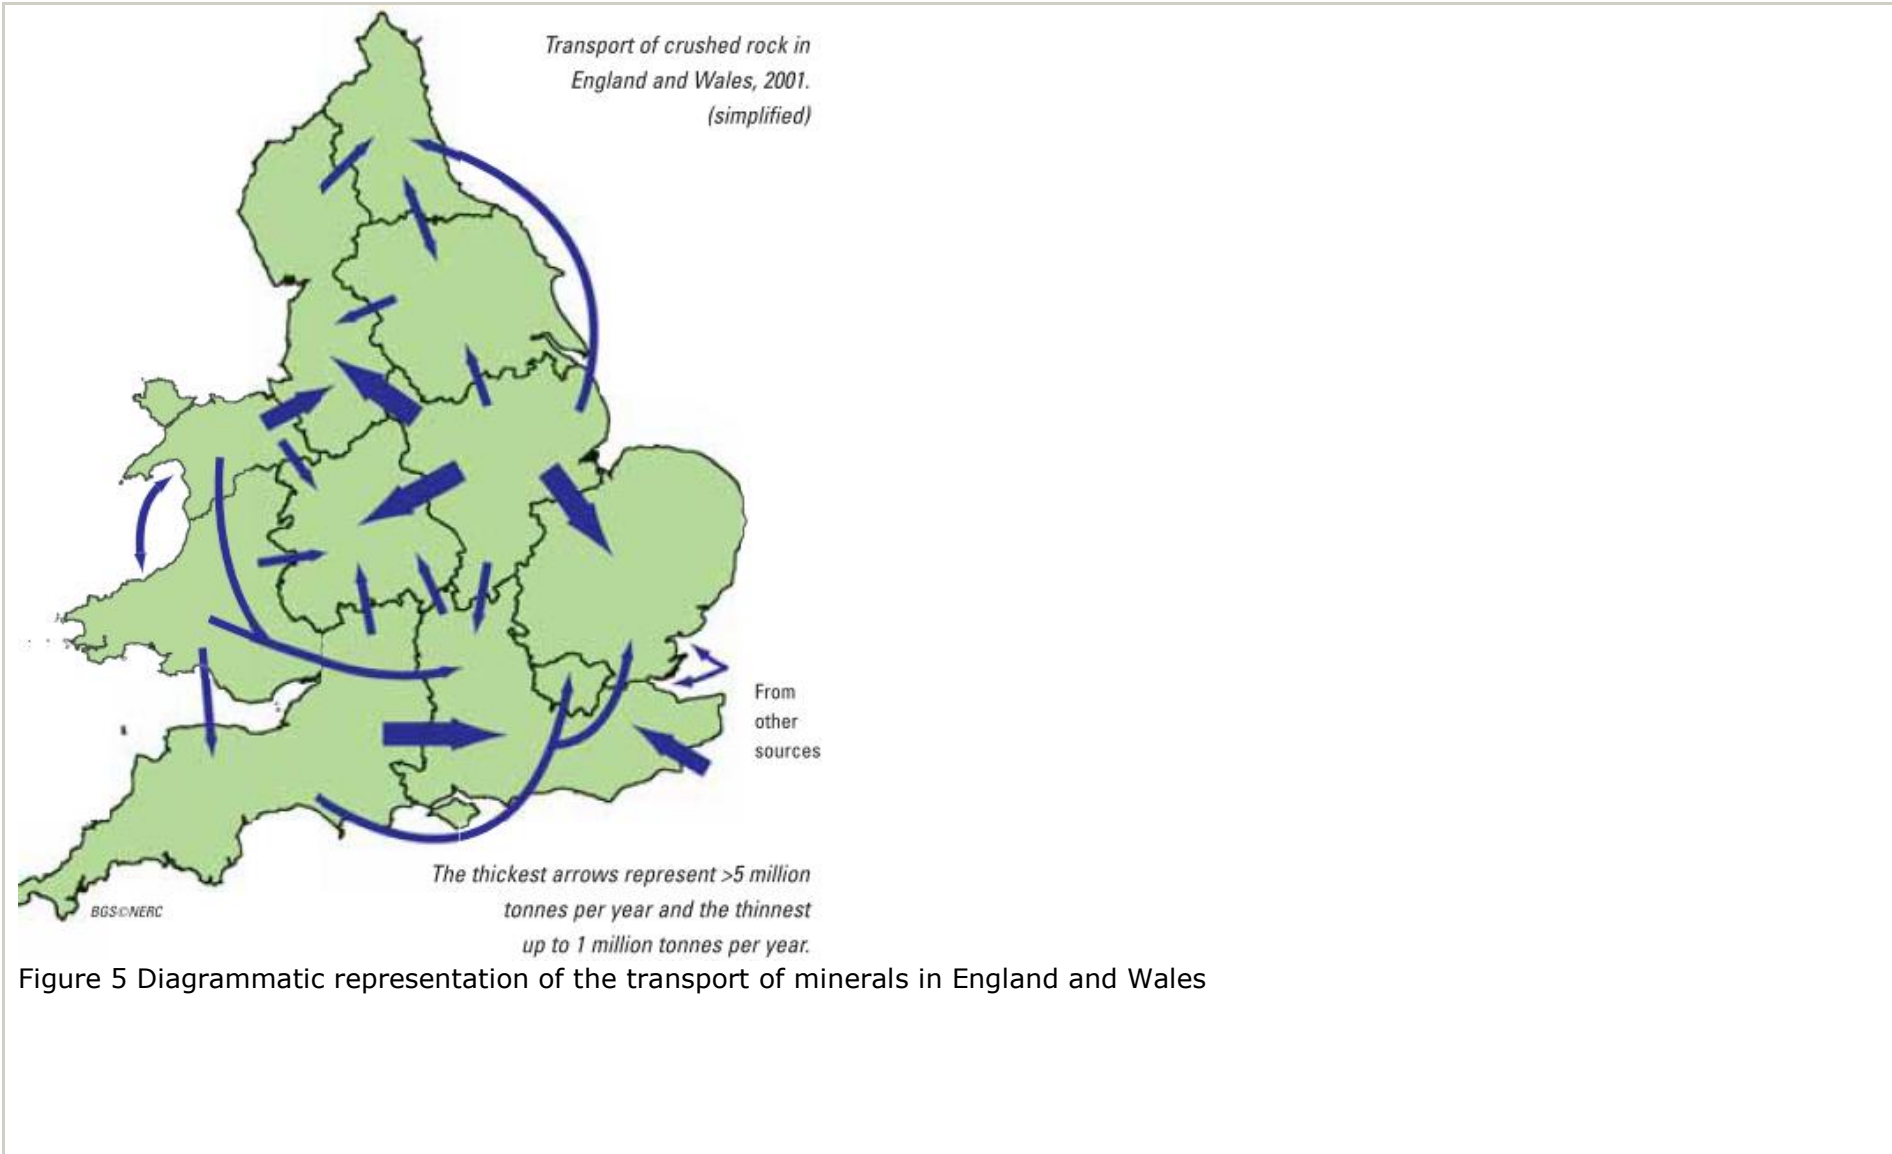 Transport of crushed rock in
England and Wales, 2001.
(simplified)
From
other
sources
The thickest arrows represent >5 million
tonnes per year and the thinnest
up to 1 million tonnes per year.
BGS©NERC
Figure 5 Diagrammatic representation of the transport of minerals in England and Wales